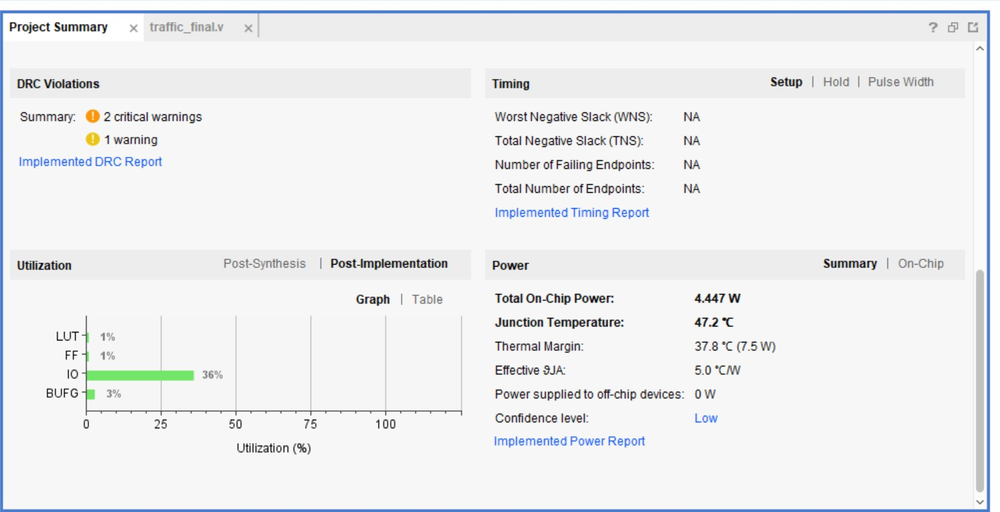 Project Summary × traffic_final.v ×
?
DRC Violations
Summary: 2 critical warnings
1 warning
Implemented DRC Report
Timing Setup | Hold | Pulse Width
Worst Negative Slack (WNS): NA
Total Negative Slack (TNS): NA
Number of Failing Endpoints: NA
Total Number of Endpoints: NA
Implemented Timing Report
Utilization Post-Synthesis | Post-Implementation
Graph | Table
LUT 1%
FF 1%
IO 36%
BUFG 3%
0 25 50 75 100
Utilization (%)
Power Summary | On-Chip
Total On-Chip Power: 4.447 W
Junction Temperature: 47.2 °C
Thermal Margin: 37.8 °C (7.5 W)
Effective ϑJA: 5.0 °C/W
Power supplied to off-chip devices: 0 W
Confidence level: Low
Implemented Power Report